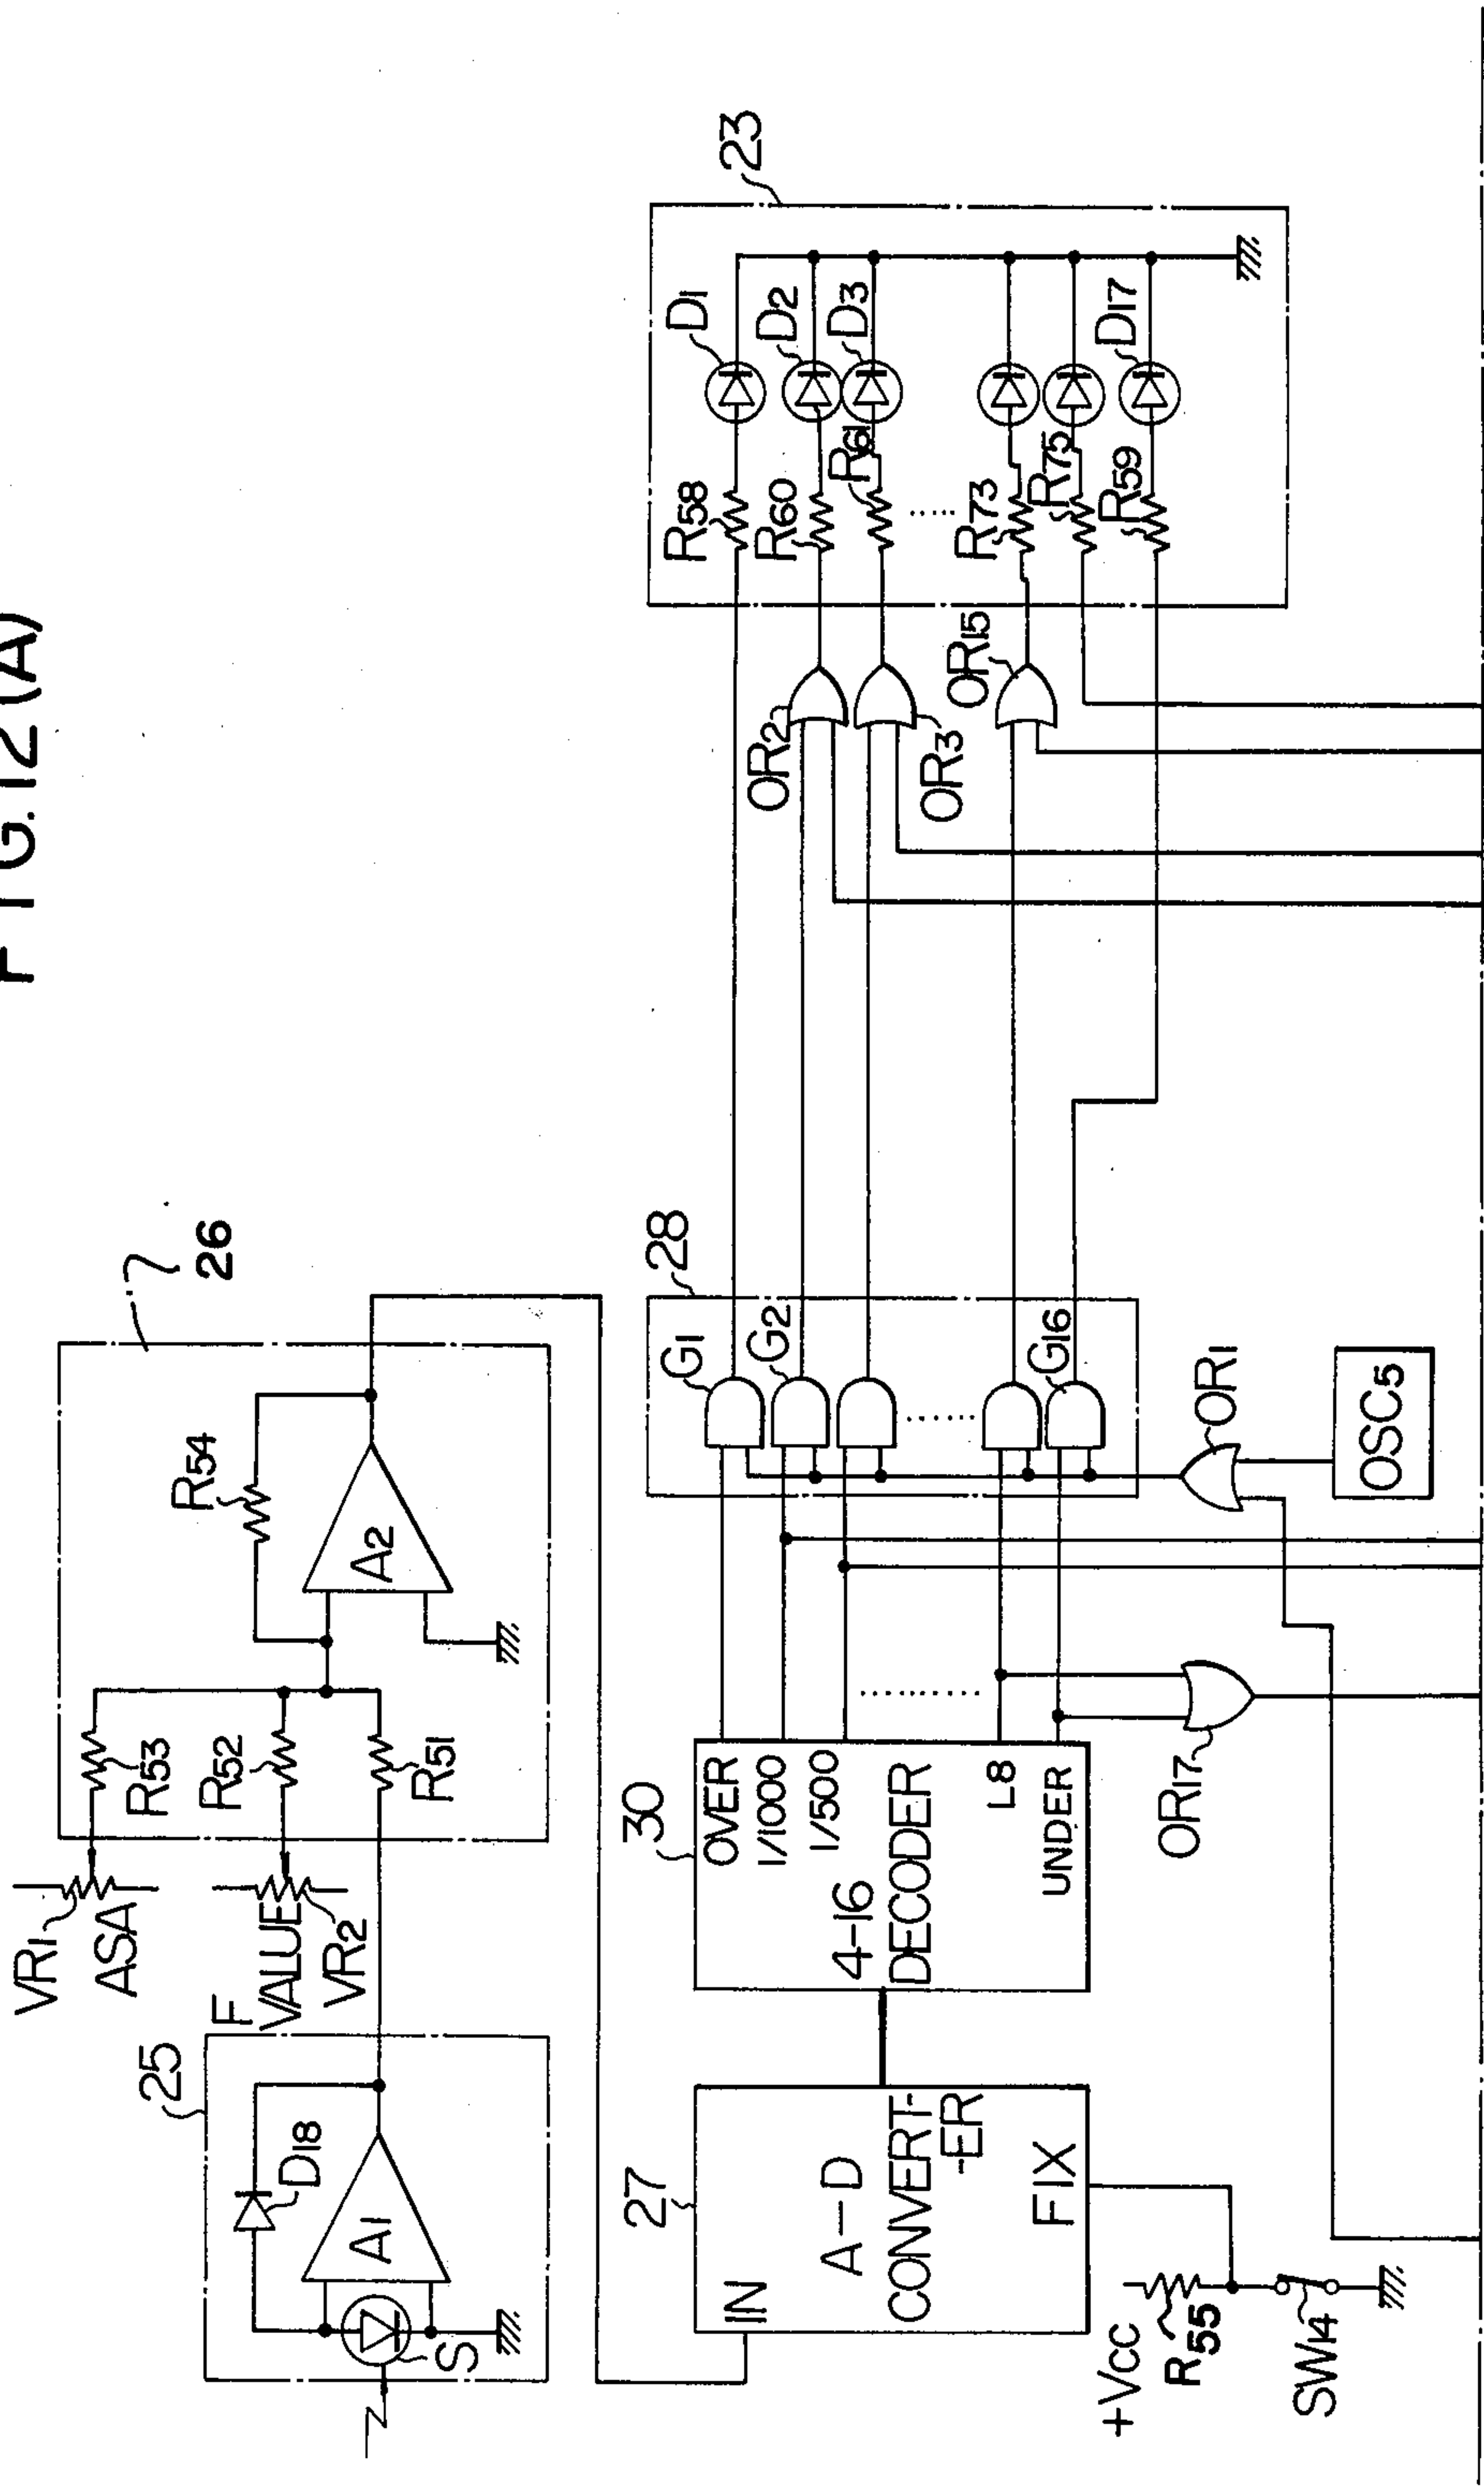 FIG. 12 (A)
VR1
ASA
F
VALUE
VR2
25
D18
A1
S
R53
R52
R51
R54
A2
26
27
IN
A-D
CONVERT-
-ER
FIX
+VCC
R55
SW14
30
OVER
1/1000
1/500
4-16
DECODER
L8
UNDER
OR17
28
G1
G2
G16
OR1
OSC5
OR2
OR3
OR15
23
R58
R60
R61
R73
R75
R59
D1
D2
D3
D17